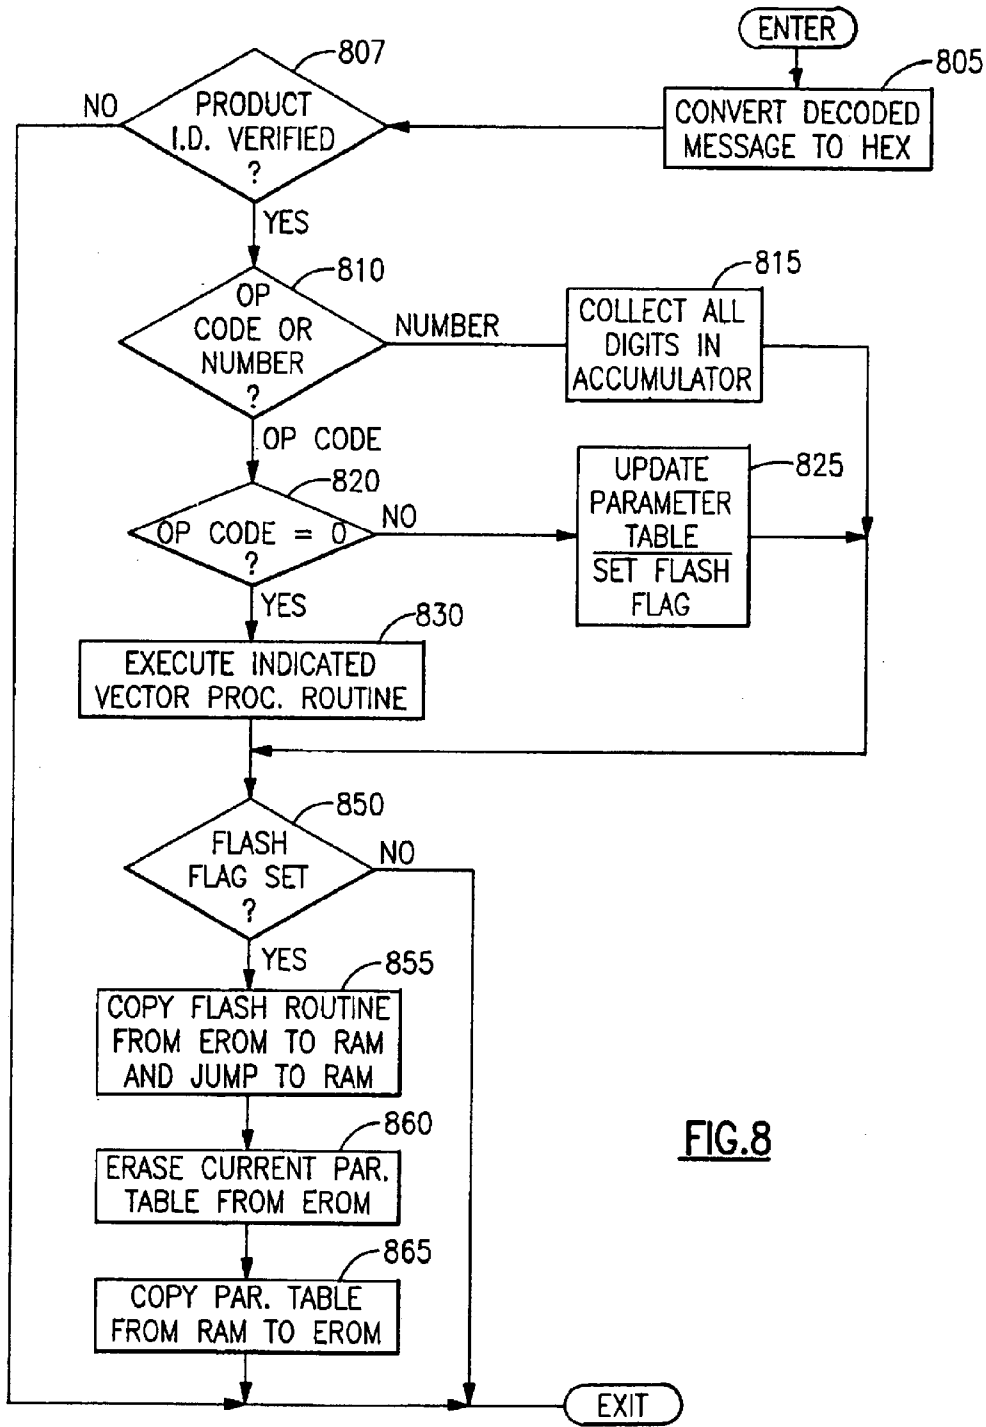 ENTER
805
CONVERT DECODED
MESSAGE TO HEX
807
NO
PRODUCT
I.D. VERIFIED
?
YES
810
OP
CODE OR
NUMBER
?
NUMBER
815
COLLECT ALL
DIGITS IN
ACCUMULATOR
OP CODE
820
OP CODE = 0
?
NO
825
UPDATE
PARAMETER
TABLE
SET FLASH
FLAG
YES
830
EXECUTE INDICATED
VECTOR PROC. ROUTINE
850
FLASH
FLAG SET
?
NO
YES
855
COPY FLASH ROUTINE
FROM EROM TO RAM
AND JUMP TO RAM
860
ERASE CURRENT PAR.
TABLE FROM EROM
865
COPY PAR. TABLE
FROM RAM TO EROM
EXIT
FIG.8